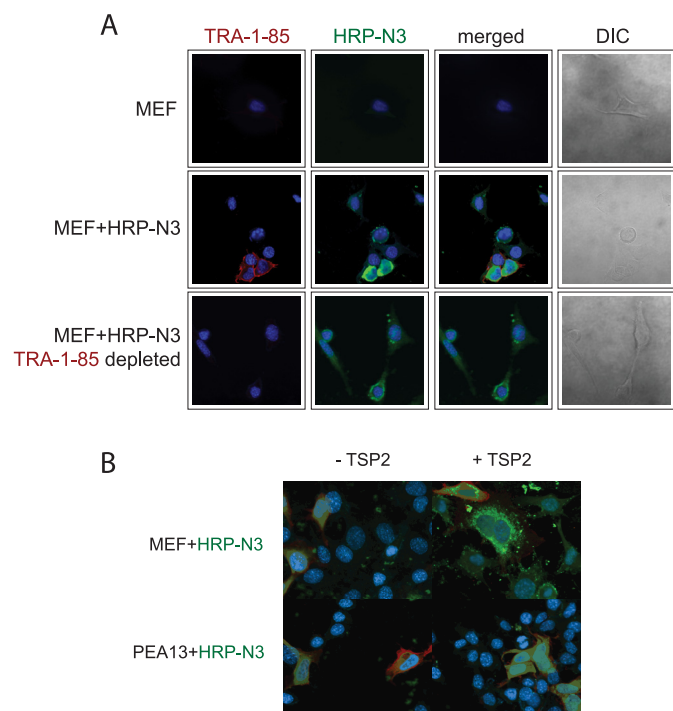 A
TRA-1-85 HRP-N3 merged DIC
MEF
MEF+HRP-N3
MEF+HRP-N3
TRA-1-85 depleted
B
- TSP2 + TSP2
MEF+HRP-N3
PEA13+HRP-N3